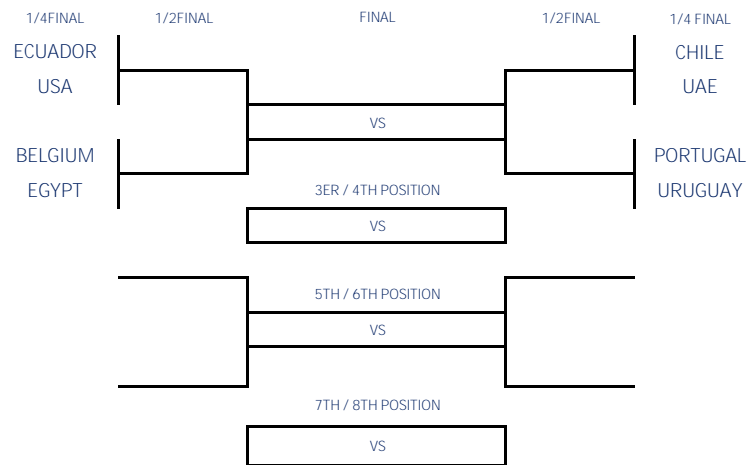 1/4FINAL
1/2FINAL
FINAL
1/2FINAL
1/4 FINAL
ECUADOR
USA
CHILE
UAE
VS
BELGIUM
EGYPT
PORTUGAL
URUGUAY
3ER / 4TH POSITION
VS
5TH / 6TH POSITION
VS
7TH / 8TH POSITION
VS